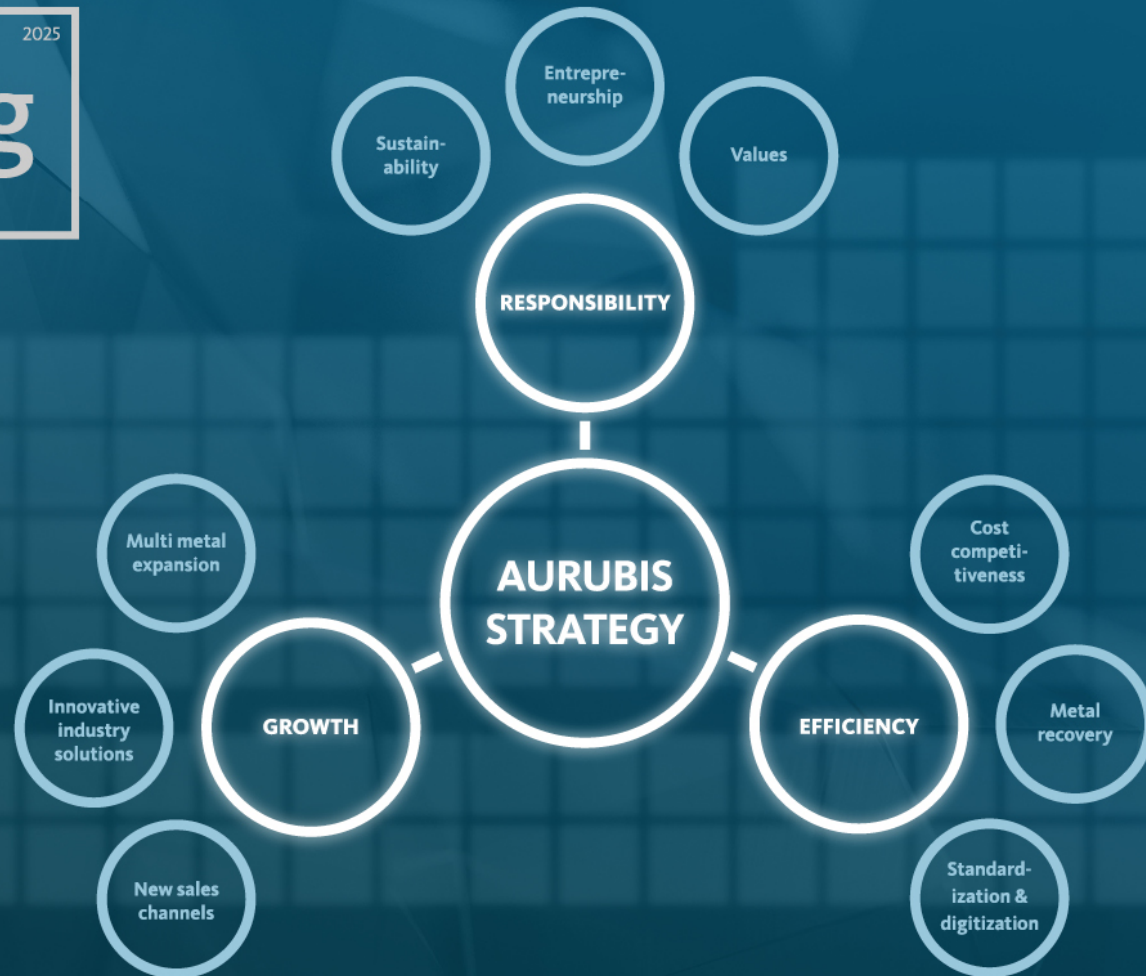 2025
g
Entrepre-
neurship
Sustain-
ability
Values
RESPONSIBILITY
AURUBIS
STRATEGY
Multi metal
expansion
Innovative
industry
solutions
New sales
channels
GROWTH
EFFICIENCY
Cost
competi-
tiveness
Metal
recovery
Standard-
ization &
digitization